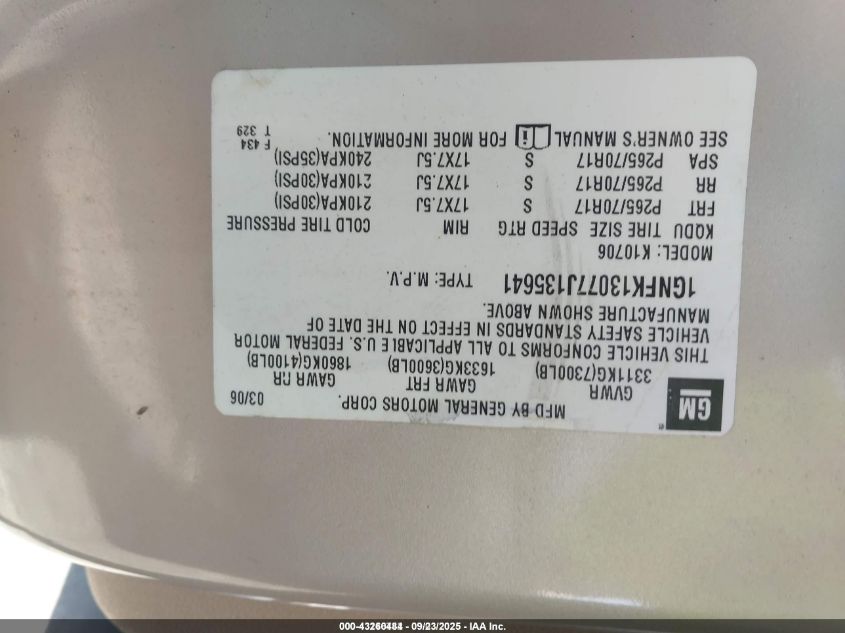 MFD BY GENERAL MOTORS CORP.
03/06
GM
GVWR GAWR FRT GAWR RR
3311KG(7300LB) 1633KG(3600LB) 1860KG(4100LB)
THIS VEHICLE CONFORMS TO ALL APPLICABLE U.S. FEDERAL MOTOR
VEHICLE SAFETY STANDARDS IN EFFECT ON THE DATE OF
MANUFACTURE SHOWN ABOVE.
1GNFK13077J135641 TYPE: M.P.V.
MODEL: K10706
KQDU TIRE SIZE SPEED RTG RIM COLD TIRE PRESSURE
FRT P265/70R17 S 17X7.5J 210KPA(30PSI)
RR P265/70R17 S 17X7.5J 210KPA(30PSI)
SPA P265/70R17 S 17X7.5J 240KPA(35PSI)
SEE OWNER'S MANUAL FOR MORE INFORMATION.
F 434
T 329
09/23/2025 - IAA Inc.